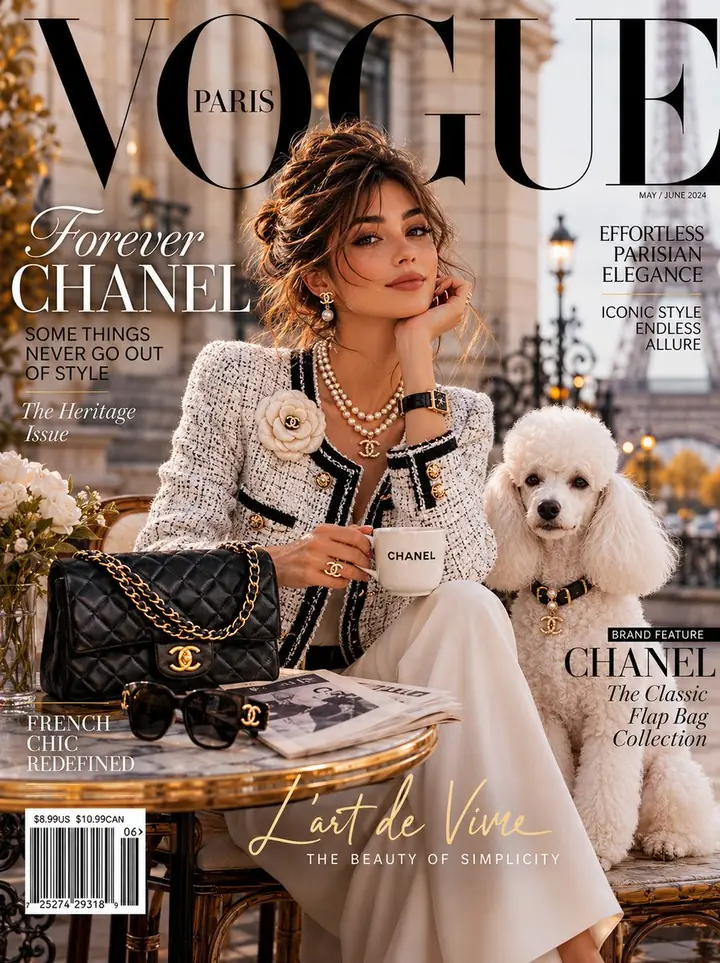 VOGUE
PARIS
MAY / JUNE 2024
Forever
CHANEL
SOME THINGS
NEVER GO OUT
OF STYLE
The Heritage
Issue
EFFORTLESS
PARISIAN
ELEGANCE
ICONIC STYLE
ENDLESS
ALLURE
CHANEL
BRAND FEATURE
CHANEL
The Classic
Flap Bag
Collection
FRENCH
CHIC
REDEFINED
L'art de Vivre
THE BEAUTY OF SIMPLICITY
$8.99US $10.99CAN
06>
7 25274 29318 9